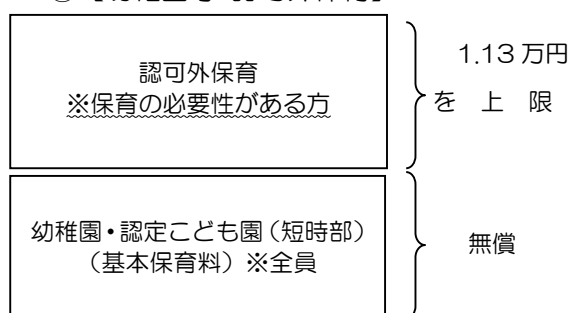 認可外保育
※保育の必要性がある方
1.13万円
を 上 限
幼稚園・認定こども園（短時部）
（基本保育料）※全員
無償